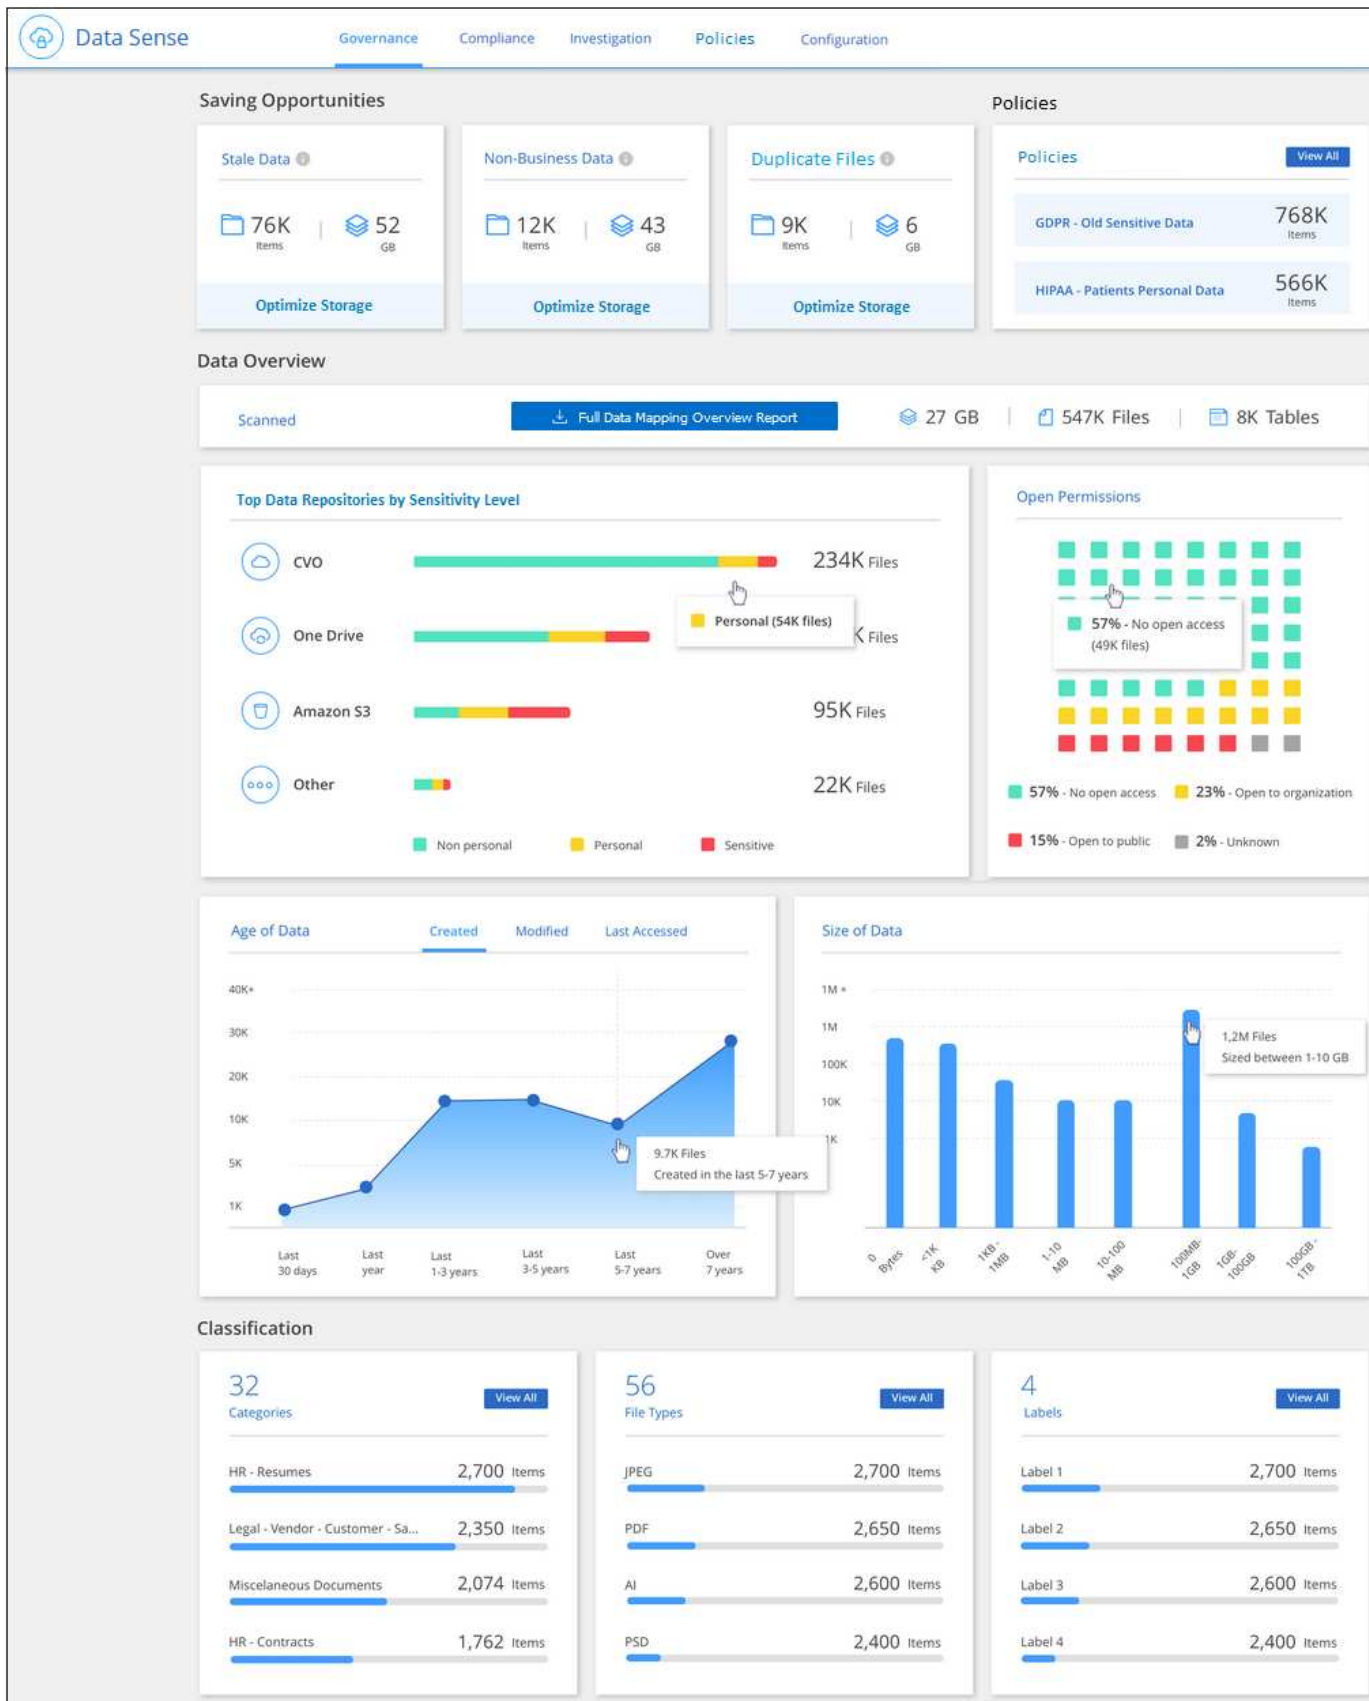 Data Sense
Governance Compliance Investigation Policies Configuration
Saving Opportunities
Policies
Stale Data
76K
Items
52
GB
Optimize Storage
Non-Business Data
12K
Items
43
GB
Optimize Storage
Duplicate Files
9K
Items
6
GB
Optimize Storage
Policies
View All
GDPR - Old Sensitive Data
768K
Items
HIPAA - Patients Personal Data
566K
Items
Data Overview
Scanned
Full Data Mapping Overview Report
27 GB
547K Files
8K Tables
Top Data Repositories by Sensitivity Level
CVO
234K Files
Personal (54K files)
One Drive
K Files
Amazon S3
95K Files
Other
22K Files
Non personal
Personal
Sensitive
Open Permissions
57% - No open access
(49K files)
57% - No open access
23% - Open to organization
15% - Open to public
2% - Unknown
Age of Data
Created
Modified
Last Accessed
40K+
30K
20K
10K
5K
1K
9.7K Files
Created in the last 5-7 years
Last
30 days
Last
year
Last
1-3 years
Last
3-5 years
Last
5-7 years
Over
7 years
Size of Data
1M +
1M
100K
10K
1K
1,2M Files
Sized between 1-10 GB
0
Bytes
<1K
KB
1KB -
1MB
1-10
MB
10-100
MB
100MB-
1GB
1GB-
100GB
100GB -
1TB
Classification
32
Categories
View All
HR - Resumes
2,700 Items
Legal - Vendor - Customer - Sa...
2,350 Items
Miscelaneous Documents
2,074 Items
HR - Contracts
1,762 Items
56
File Types
View All
JPEG
2,700 Items
PDF
2,650 Items
AI
2,600 Items
PSD
2,400 Items
4
Labels
View All
Label 1
2,700 Items
Label 2
2,650 Items
Label 3
2,600 Items
Label 4
2,400 Items